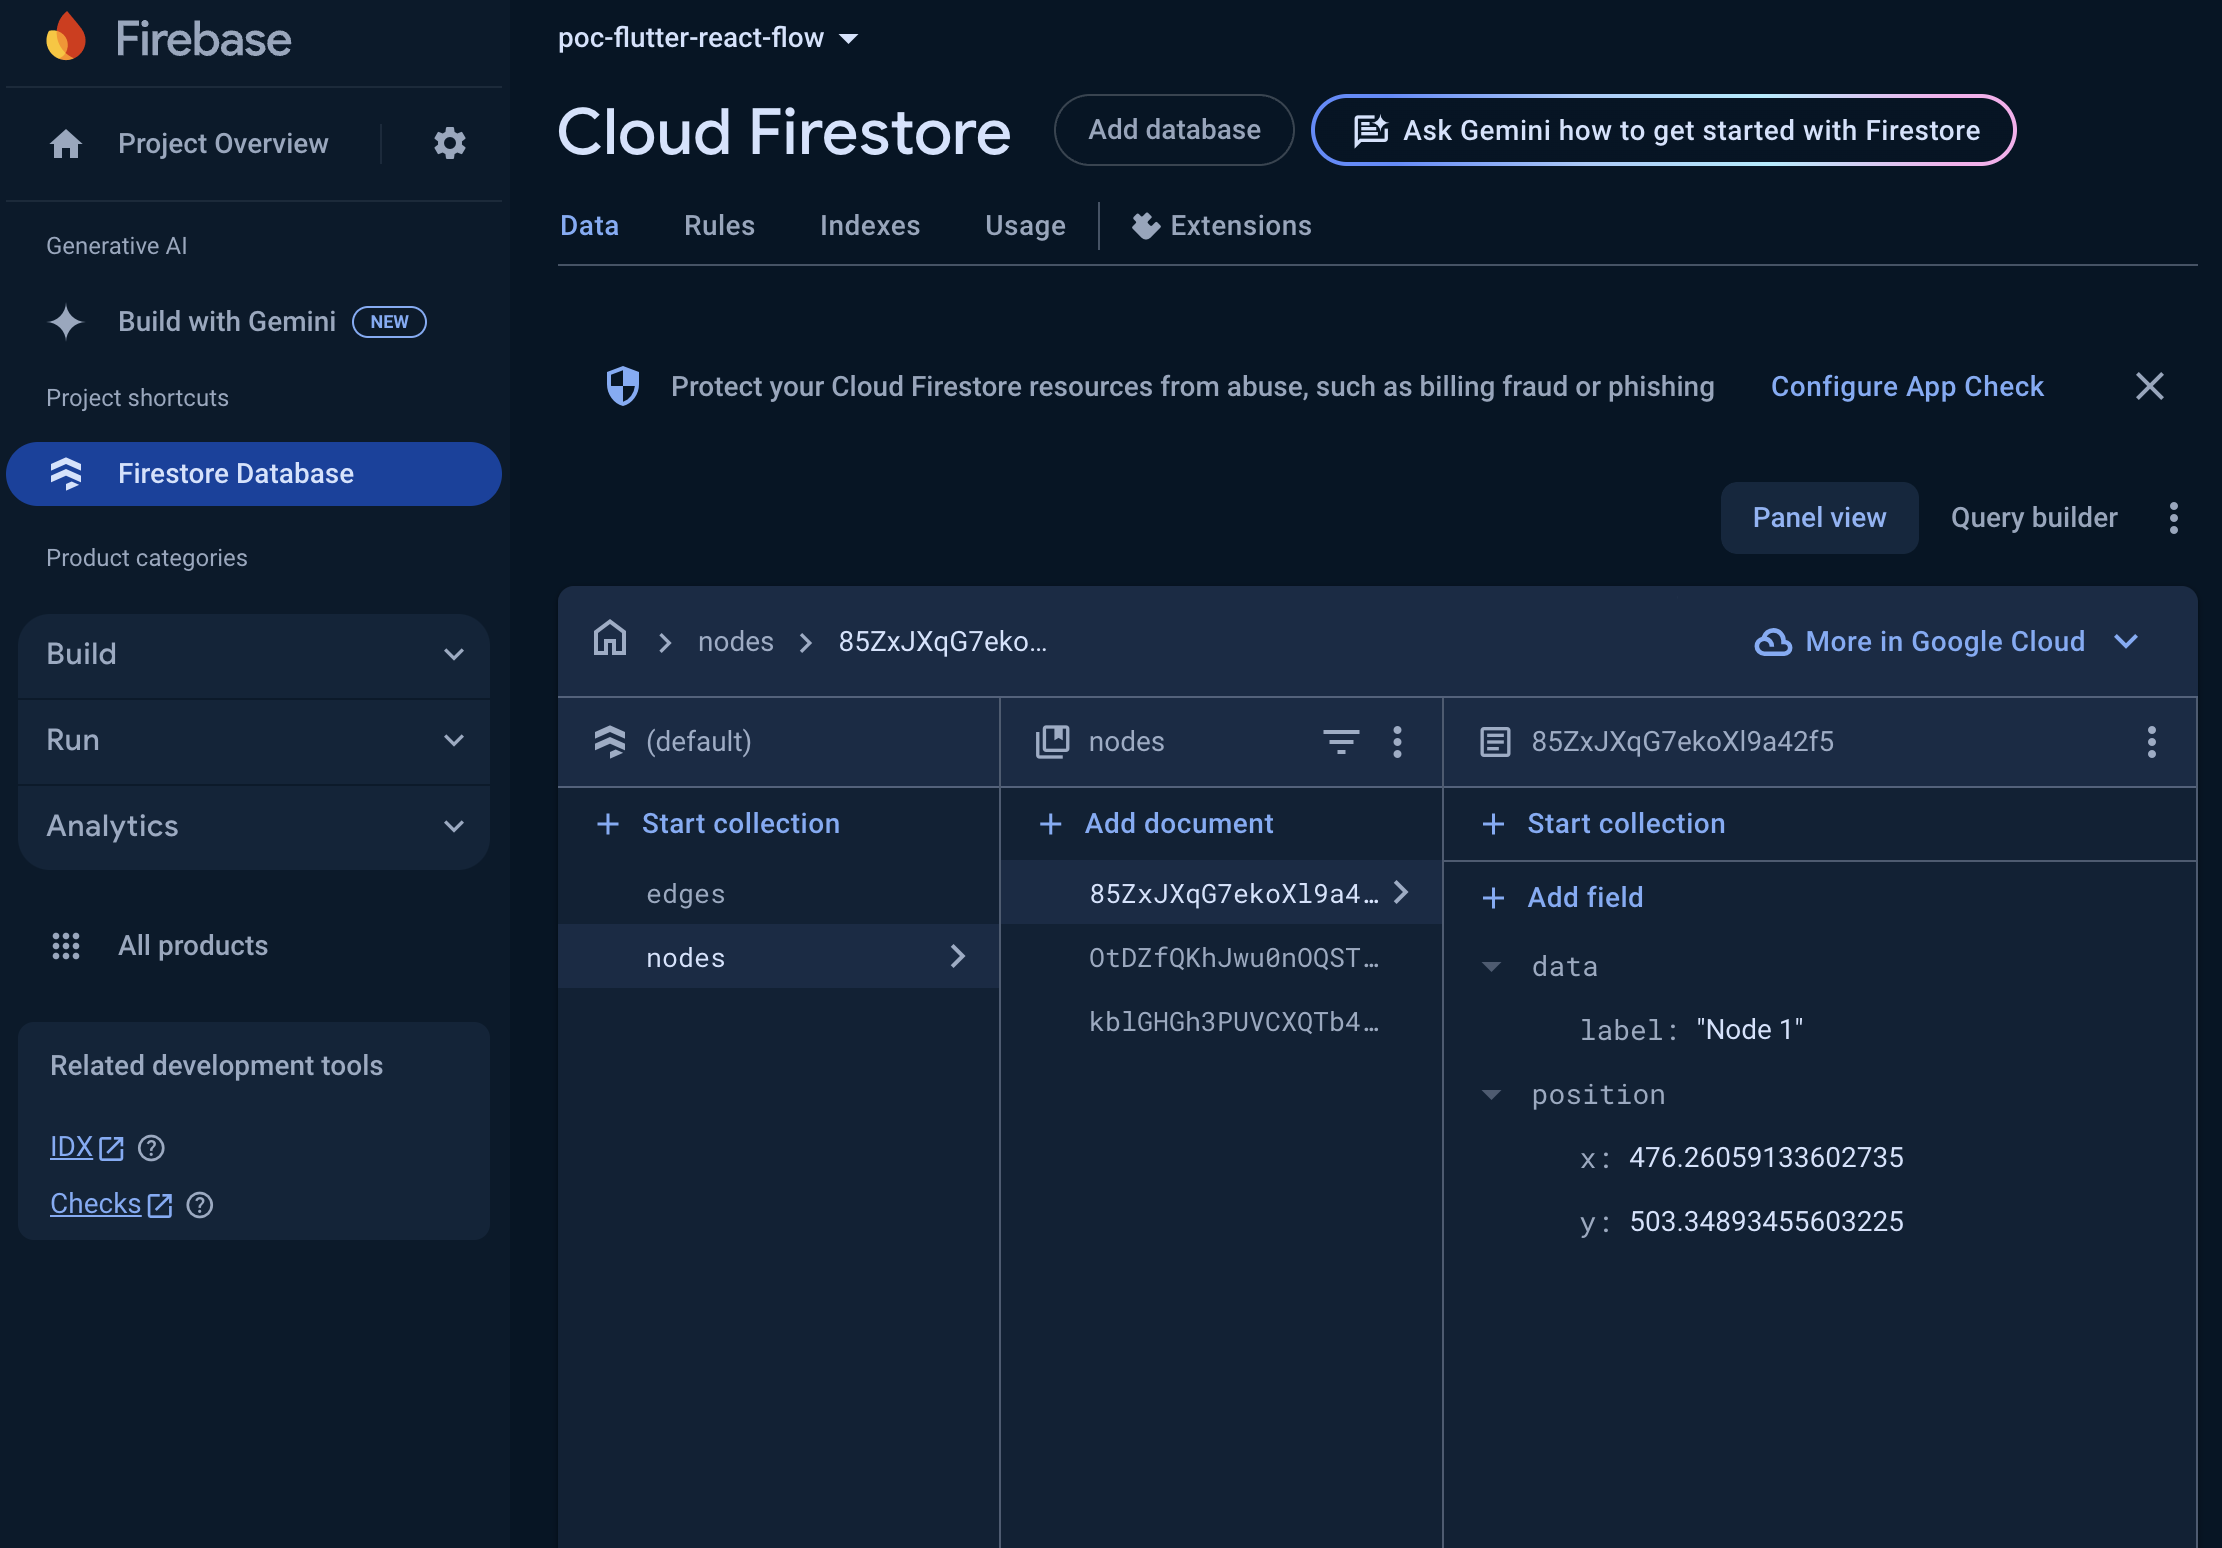 Firebase
Project Overview
Generative AI
Build with Gemini NEW
Project shortcuts
Firestore Database
Product categories
Build
Run
Analytics
All products
Related development tools
IDX
Checks
poc-flutter-react-flow
Cloud Firestore Add database Ask Gemini how to get started with Firestore
Data Rules Indexes Usage Extensions
Protect your Cloud Firestore resources from abuse, such as billing fraud or phishing Configure App Check
Panel view Query builder
nodes 85ZxJXqG7eko... More in Google Cloud
(default)
Start collection
edges
nodes
nodes
Add document
85ZxJXqG7ekoXl9a4…
OtDZfQKhJwu0nOQST…
kblGHGh3PUVCXQTb4…
85ZxJXqG7ekoXl9a42f5
Start collection
Add field
data
label: "Node 1"
position
x: 476.26059133602735
y: 503.34893455603225